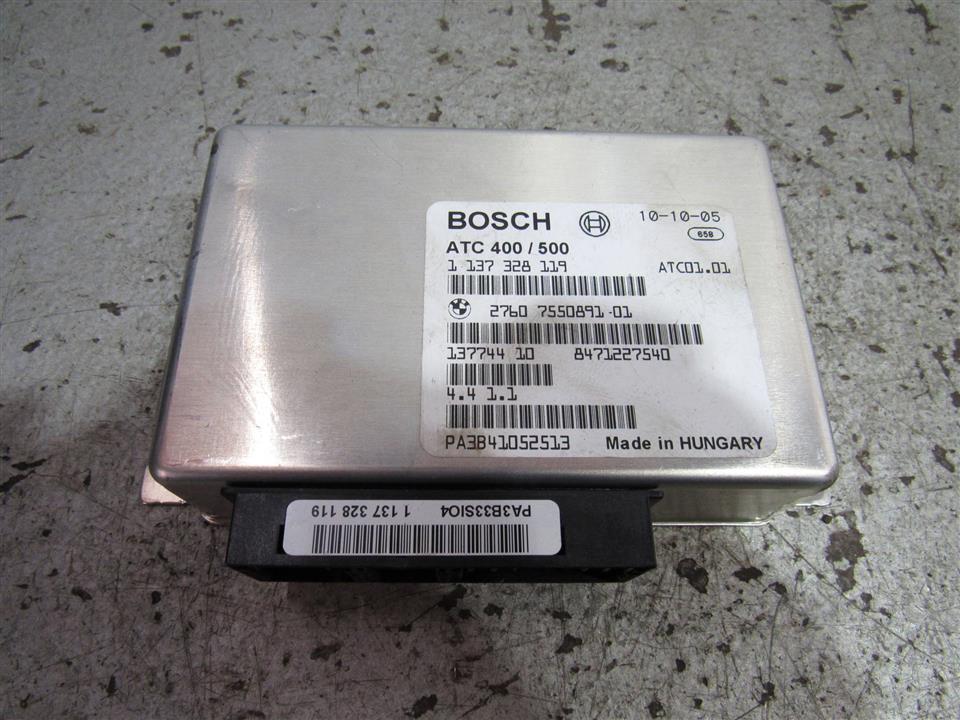 BOSCH 10-10-05
658
ATC 400 / 500
1 137 328 119 ATC01.01
2760 7550891-01
137744 10 8471227540
4.4 1.1
PA3B41052513 Made in HUNGARY
PA3B33SI04 1 137 328 119